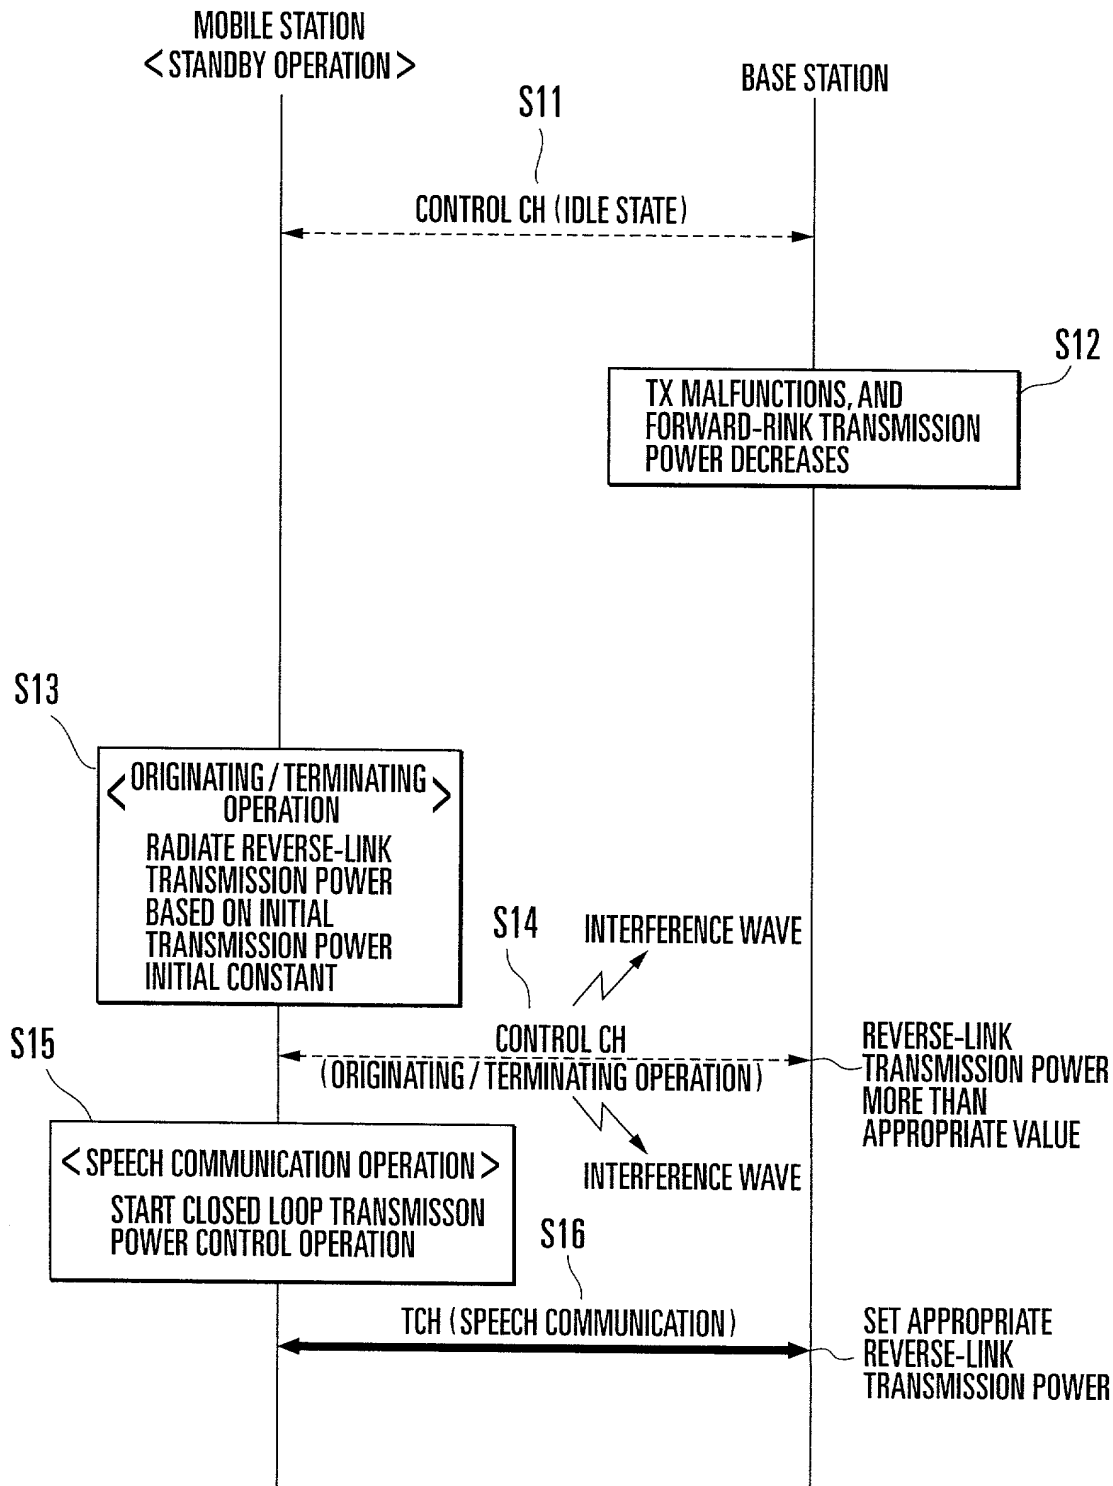 MOBILE STATION
< STANDBY OPERATION >
BASE STATION
S11
CONTROL CH (IDLE STATE)
S12
TX MALFUNCTIONS, AND
FORWARD-RINK TRANSMISSION
POWER DECREASES
S13
< ORIGINATING / TERMINATING
OPERATION >
RADIATE REVERSE-LINK
TRANSMISSION POWER
BASED ON INITIAL
TRANSMISSION POWER
INITIAL CONSTANT
S14
INTERFERENCE WAVE
CONTROL CH
(ORIGINATING / TERMINATING OPERATION)
INTERFERENCE WAVE
REVERSE-LINK
TRANSMISSION POWER
MORE THAN
APPROPRIATE VALUE
S15
< SPEECH COMMUNICATION OPERATION >
START CLOSED LOOP TRANSMISSON
POWER CONTROL OPERATION
S16
TCH (SPEECH COMMUNICATION)
SET APPROPRIATE
REVERSE-LINK
TRANSMISSION POWER